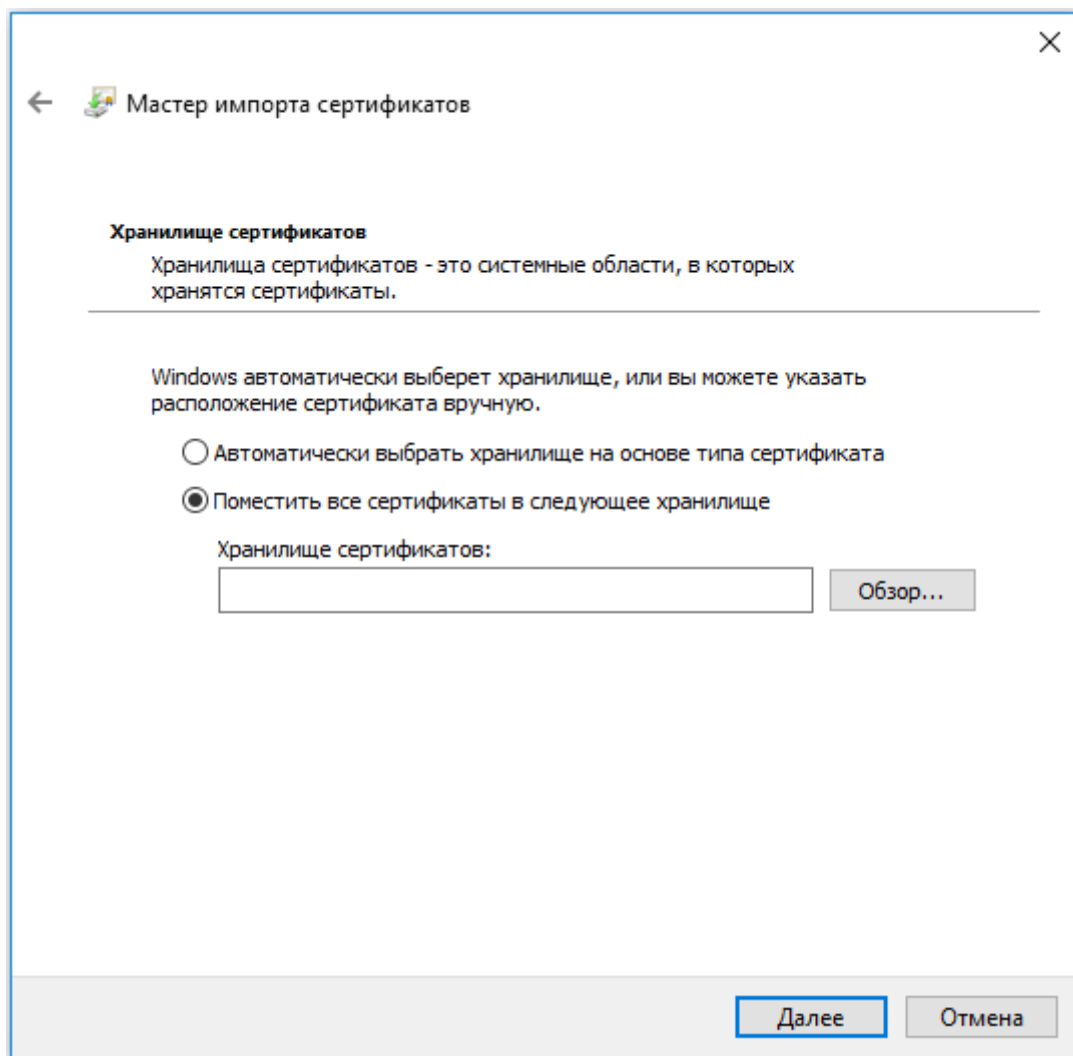 Мастер импорта сертификатов
Хранилище сертификатов
Хранилища сертификатов - это системные области, в которых
хранятся сертификаты.
Windows автоматически выберет хранилище, или вы можете указать
расположение сертификата вручную.
Автоматически выбрать хранилище на основе типа сертификата
Поместить все сертификаты в следующее хранилище
Хранилище сертификатов:
Обзор...
Далее
Отмена